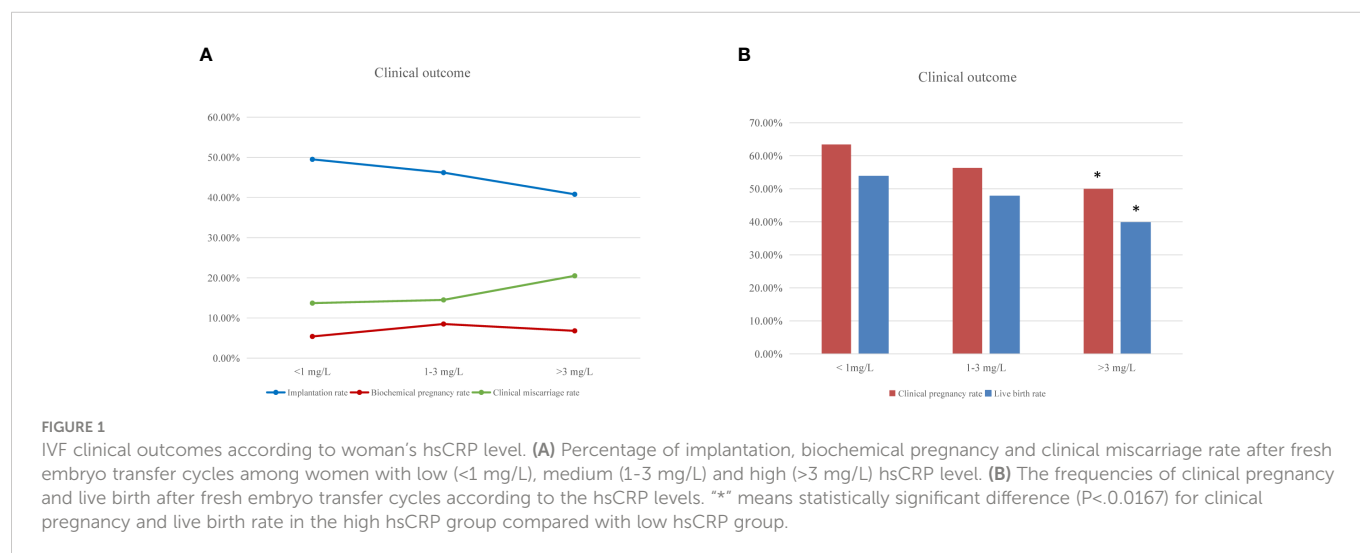 A
Clinical outcome
60.00%
50.00%
40.00%
30.00%
20.00%
10.00%
0.00%
<1 mg/L 1-3 mg/L >3 mg/L
Implantation rate Biochemical pregnancy rate Clinical miscarriage rate
B
Clinical outcome
70.00%
60.00%
50.00%
40.00%
30.00%
20.00%
10.00%
0.00%
*
*
< 1mg/L 1-3 mg/L >3 mg/L
Clinical pregnancy rate Live birth rate
FIGURE 1
IVF clinical outcomes according to woman's hsCRP level. (A) Percentage of implantation, biochemical pregnancy and clinical miscarriage rate after fresh
embryo transfer cycles among women with low (<1 mg/L), medium (1-3 mg/L) and high (>3 mg/L) hsCRP level. (B) The frequencies of clinical pregnancy
and live birth after fresh embryo transfer cycles according to the hsCRP levels. "*" means statistically significant difference (P<.0.0167) for clinical
pregnancy and live birth rate in the high hsCRP group compared with low hsCRP group.